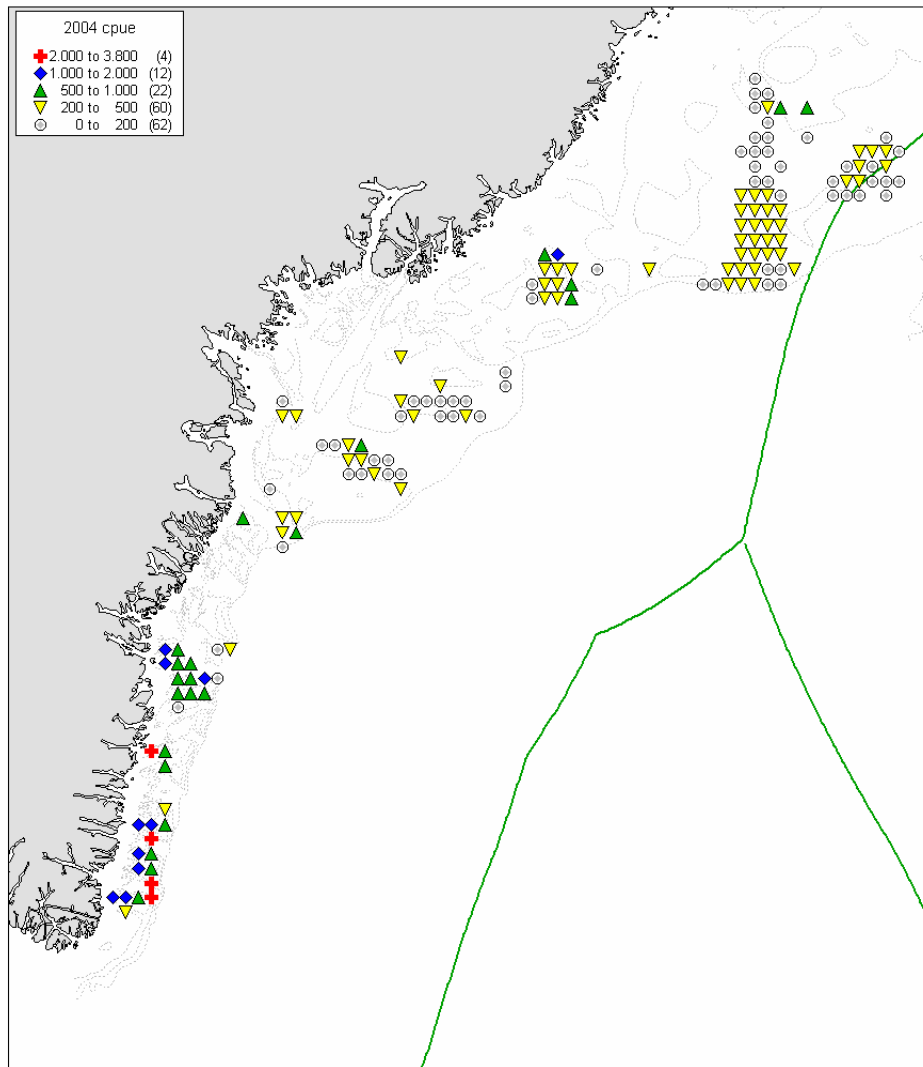 2004 cpue
2.000 to 3.800 (4)
1.000 to 2.000 (12)
500 to 1.000 (22)
200 to 500 (60)
0 to 200 (62)